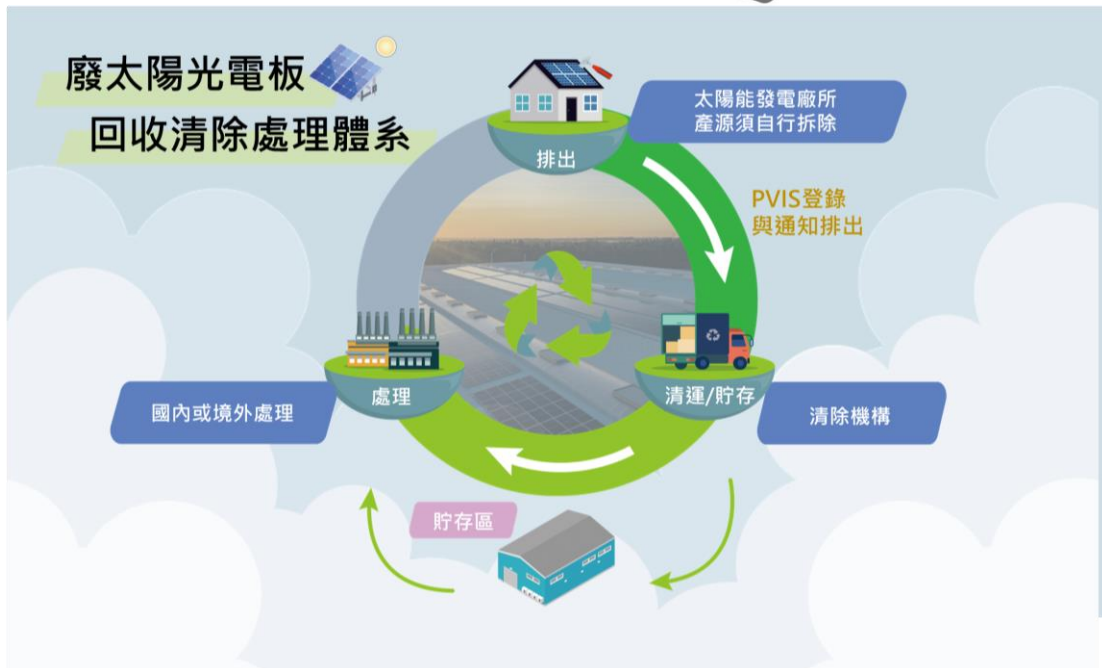 廢太陽光電板
回收清除處理體系
排出
太陽能發電廠所
產源須自行拆除
PVIS登錄
與通知排出
處理
清運/貯存
國內或境外處理
清除機構
貯存區